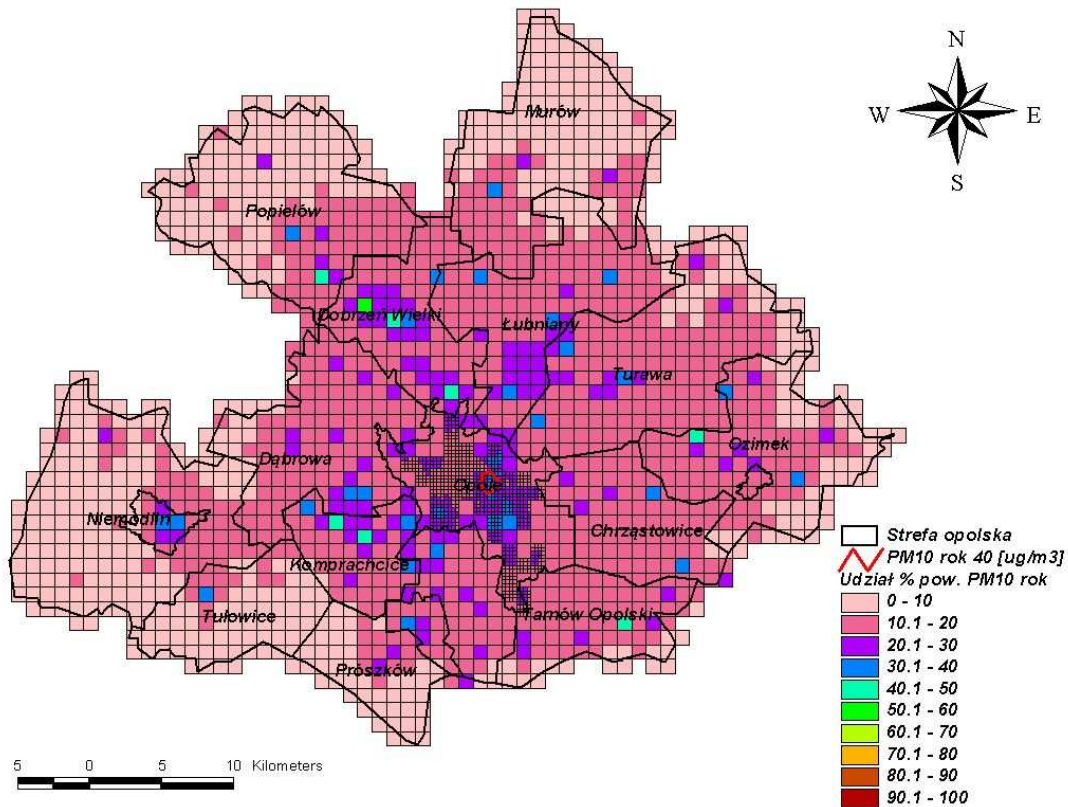 N
W
E
S
Murów
Popielów
Dobrzeń Wielki
Łubniany
Turawa
Ozimek
Dąbrowa
Opole
Niemodlin
Chrząstowice
Komprachcice
Tułowice
Tarnów Opolski
Prószków
Strefa opolska
PM10 rok 40 [ug/m3]
Udział % pow. PM10 rok
0 - 10
10.1 - 20
20.1 - 30
30.1 - 40
40.1 - 50
50.1 - 60
60.1 - 70
70.1 - 80
80.1 - 90
90.1 - 100
5 0 5 10 Kilometers